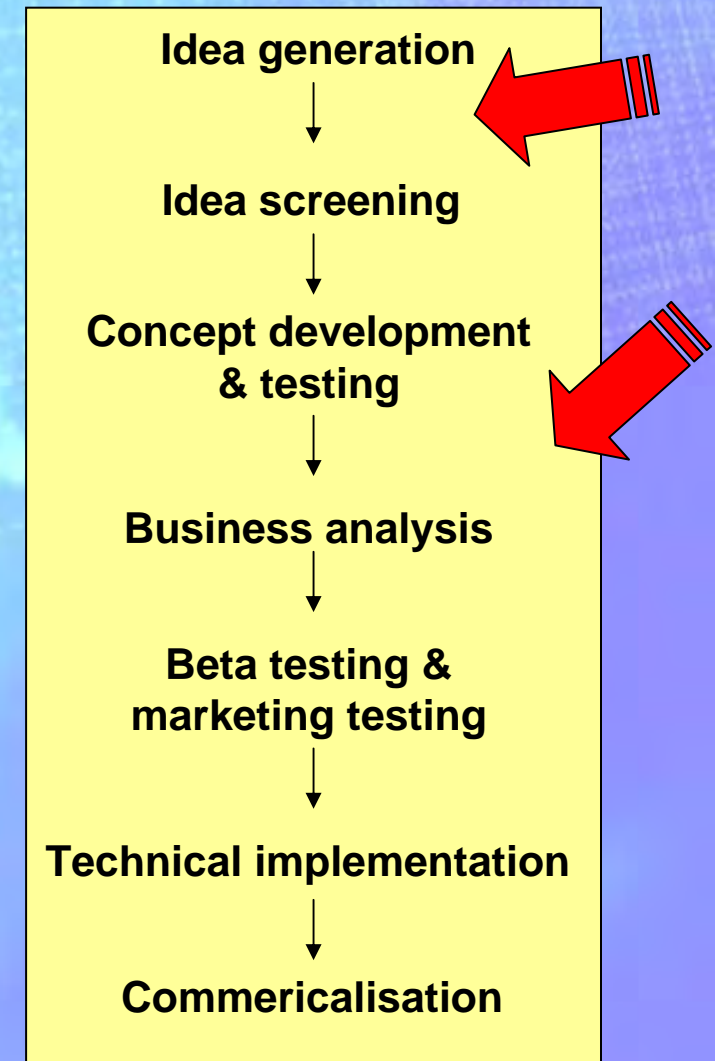 Idea generation
Idea screening
Concept development
& testing
Business analysis
Beta testing &
marketing testing
Technical implementation
Commericalisation